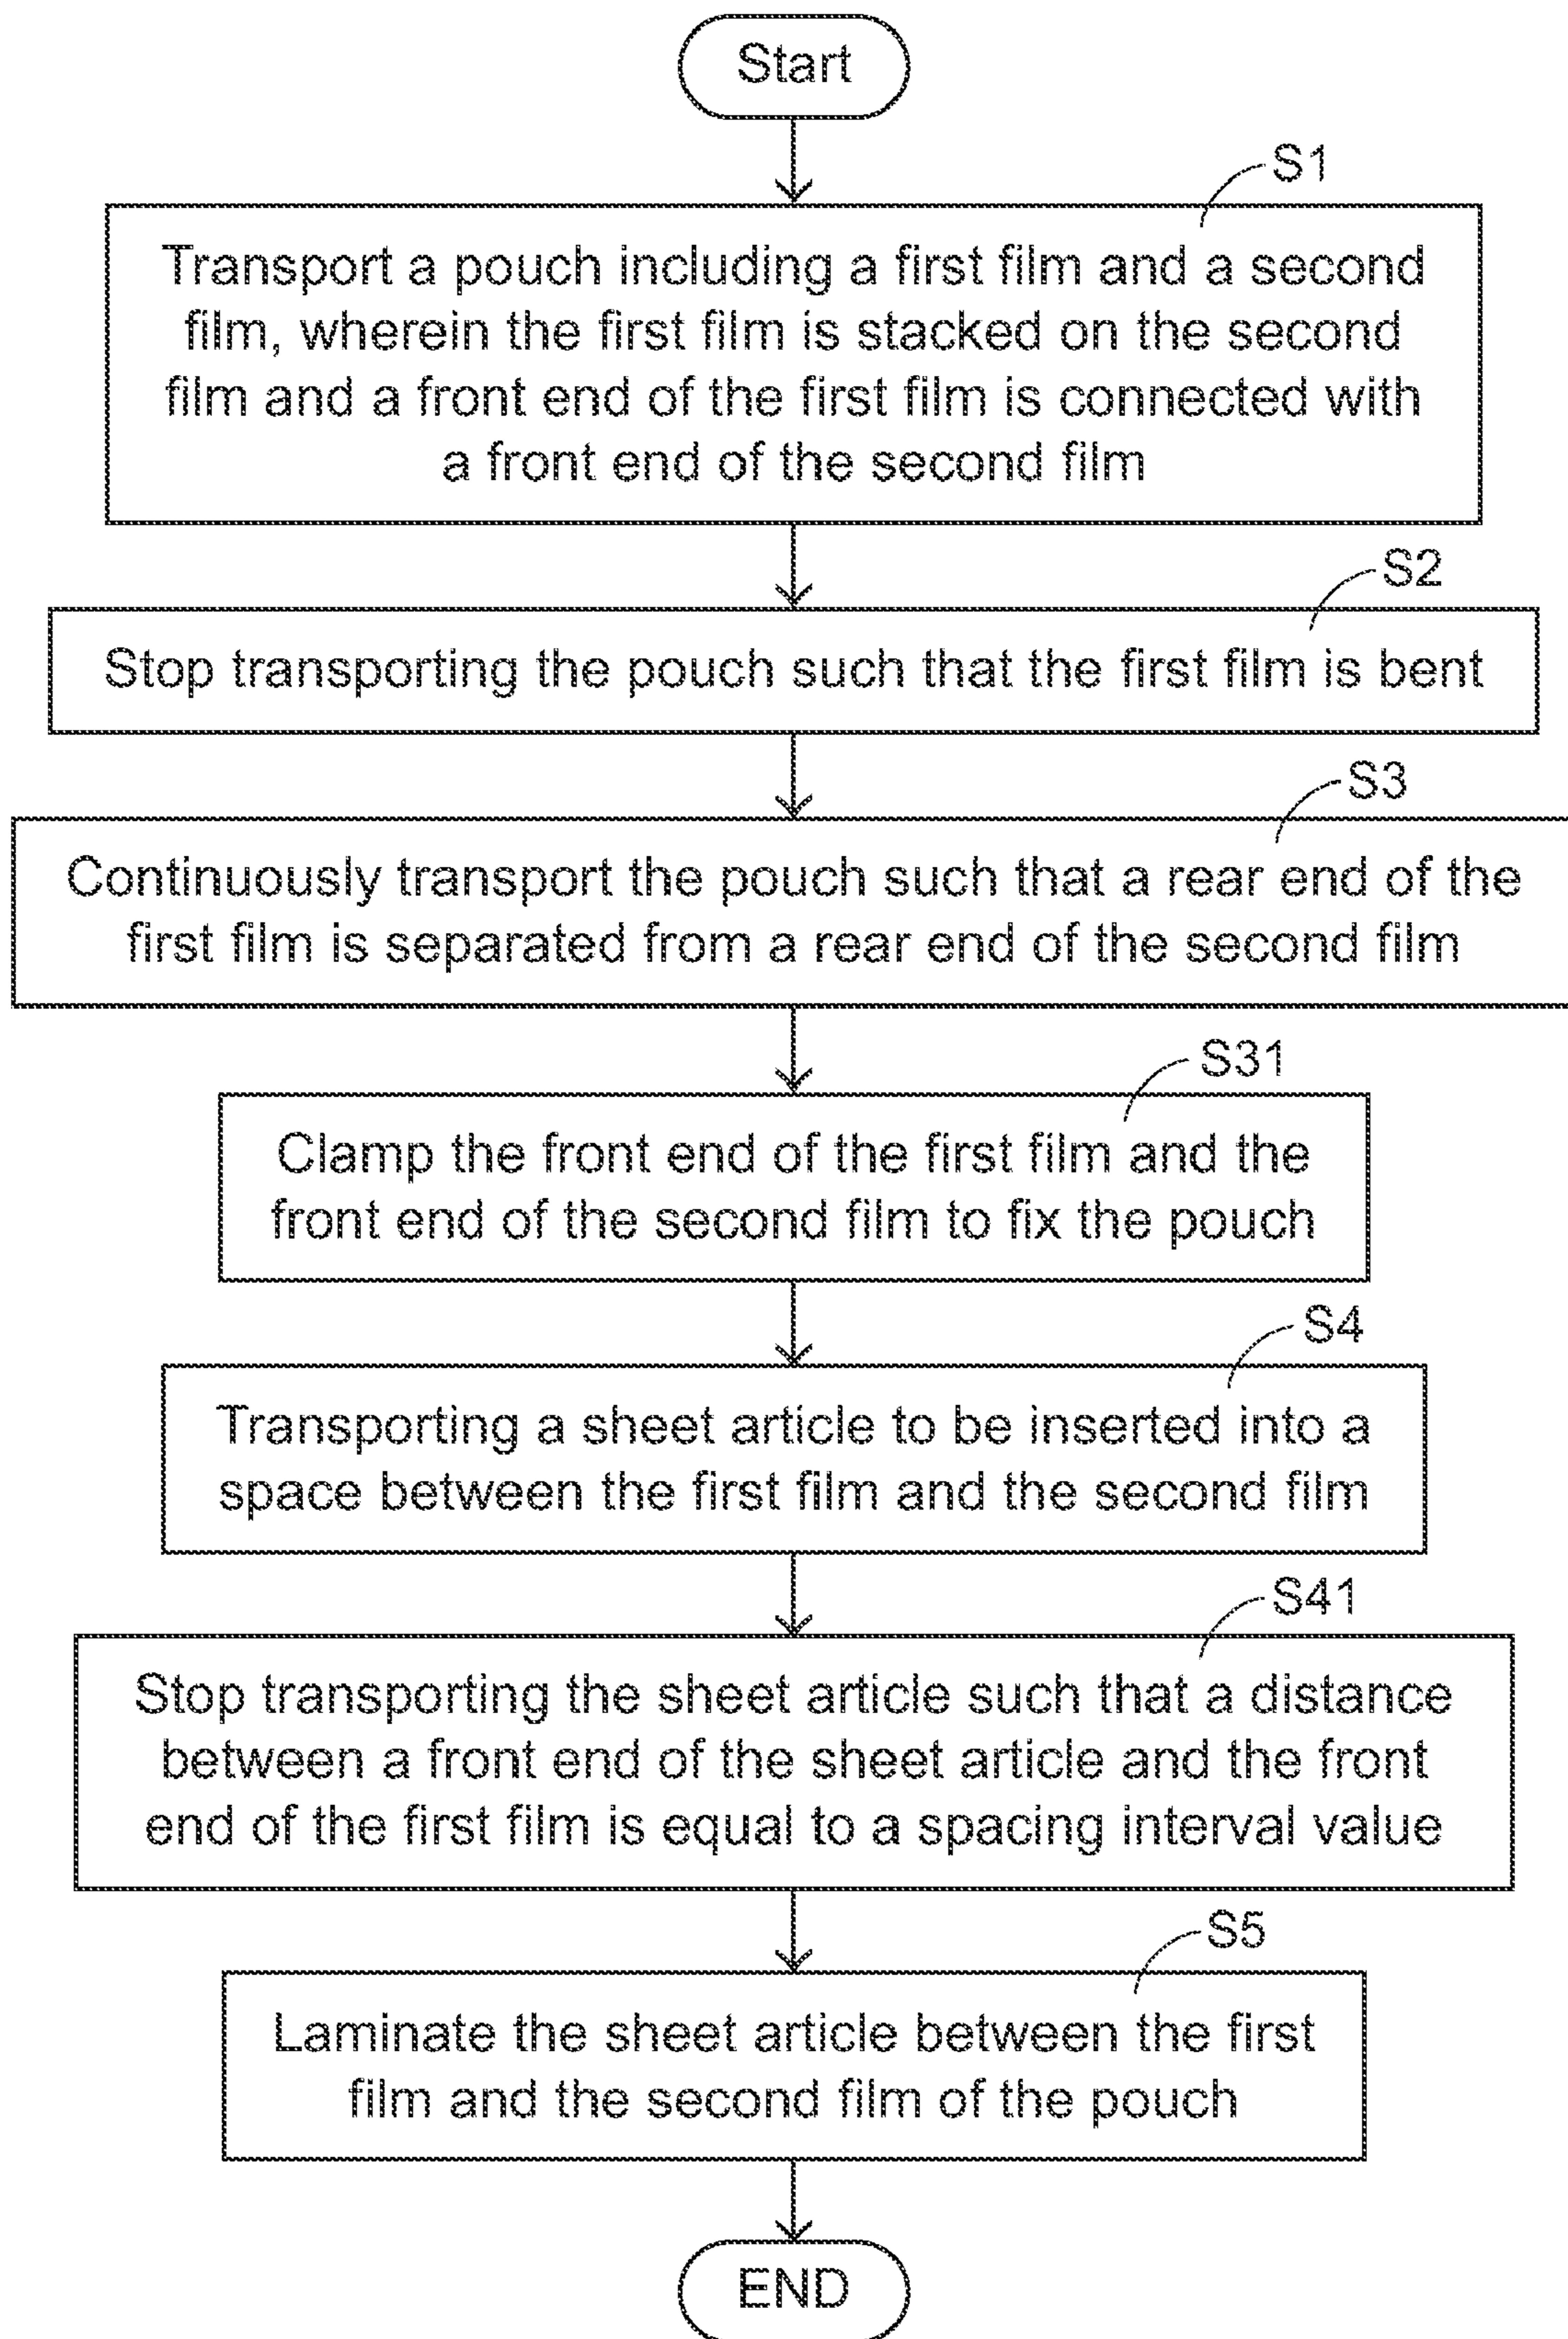 Start
S1
Transport a pouch including a first film and a second
film, wherein the first film is stacked on the second
film and a front end of the first film is connected with
a front end of the second film
S2
Stop transporting the pouch such that the first film is bent
S3
Continuously transport the pouch such that a rear end of the
first film is separated from a rear end of the second film
S31
Clamp the front end of the first film and the
front end of the second film to fix the pouch
S4
Transporting a sheet article to be inserted into a
space between the first film and the second film
S41
Stop transporting the sheet article such that a distance
between a front end of the sheet article and the front
end of the first film is equal to a spacing interval value
S5
Laminate the sheet article between the first
film and the second film of the pouch
END